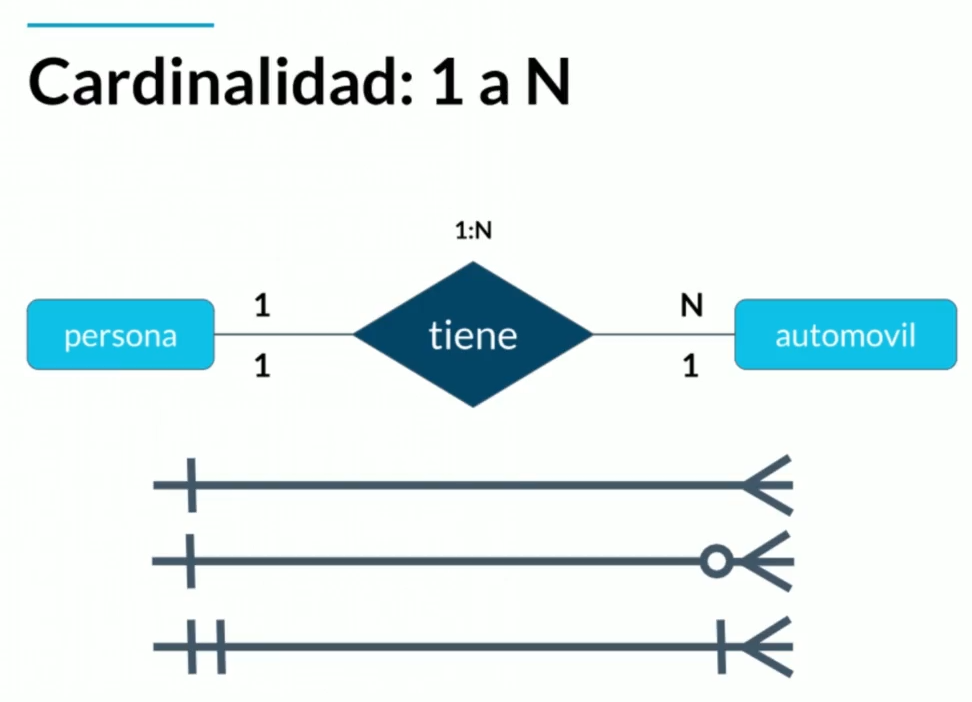 Cardinalidad: 1 a N
1:N
1
N
persona
tiene
automovil
1
1